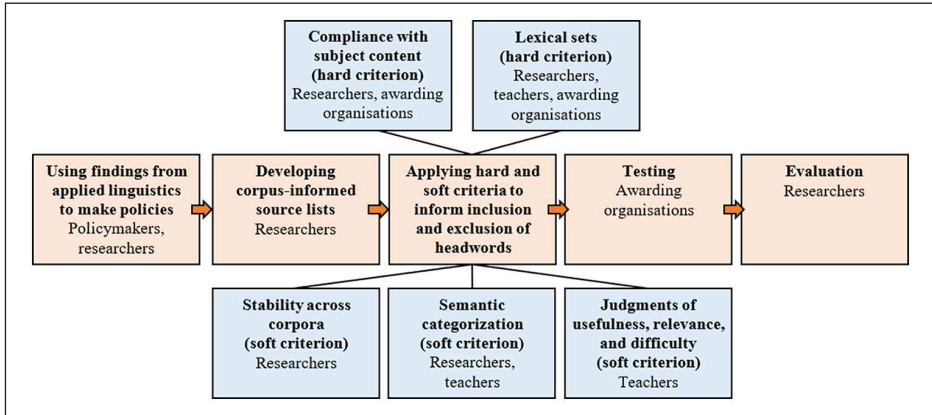 Compliance with
subject content
(hard criterion)
Researchers, awarding
organisations
Lexical sets
(hard criterion)
Researchers,
teachers, awarding
organisations
Using findings from
applied linguistics
to make policies
Policymakers,
researchers
Developing
corpus-informed
source lists
Researchers
Applying hard and
soft criteria to
inform inclusion
and exclusion of
headwords
Testing
Awarding
organisations
Evaluation
Researchers
Stability across
corpora
(soft criterion)
Researchers
Semantic
categorization
(soft criterion)
Researchers,
teachers
Judgments of
usefulness, relevance,
and difficulty
(soft criterion)
Teachers